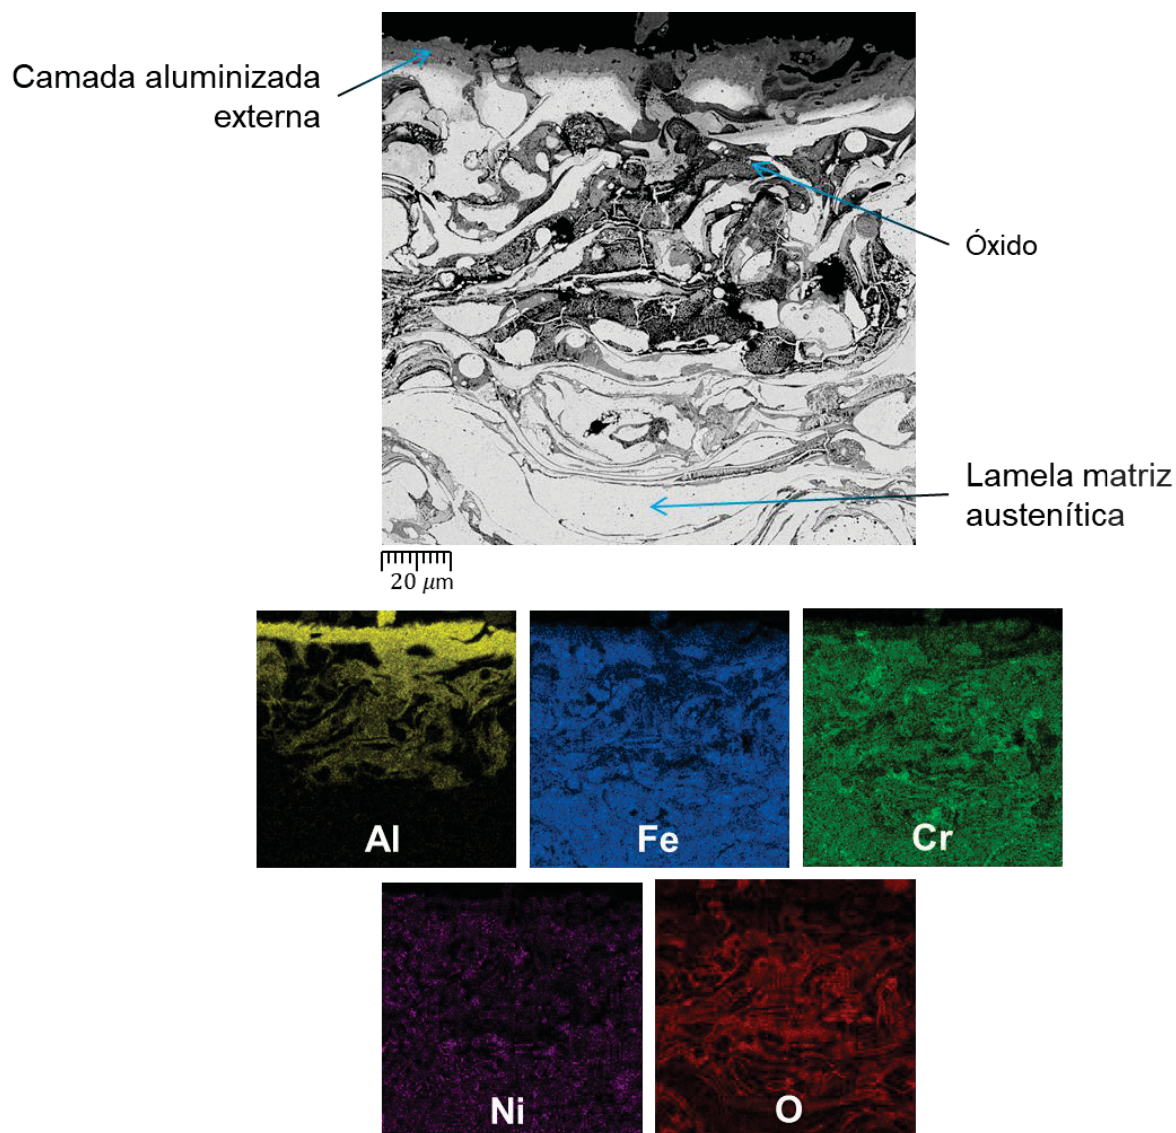 Camada aluminizada
externa
Óxido
Lamela matriz
austenítica
20 μm
Al
Fe
Cr
Ni
O